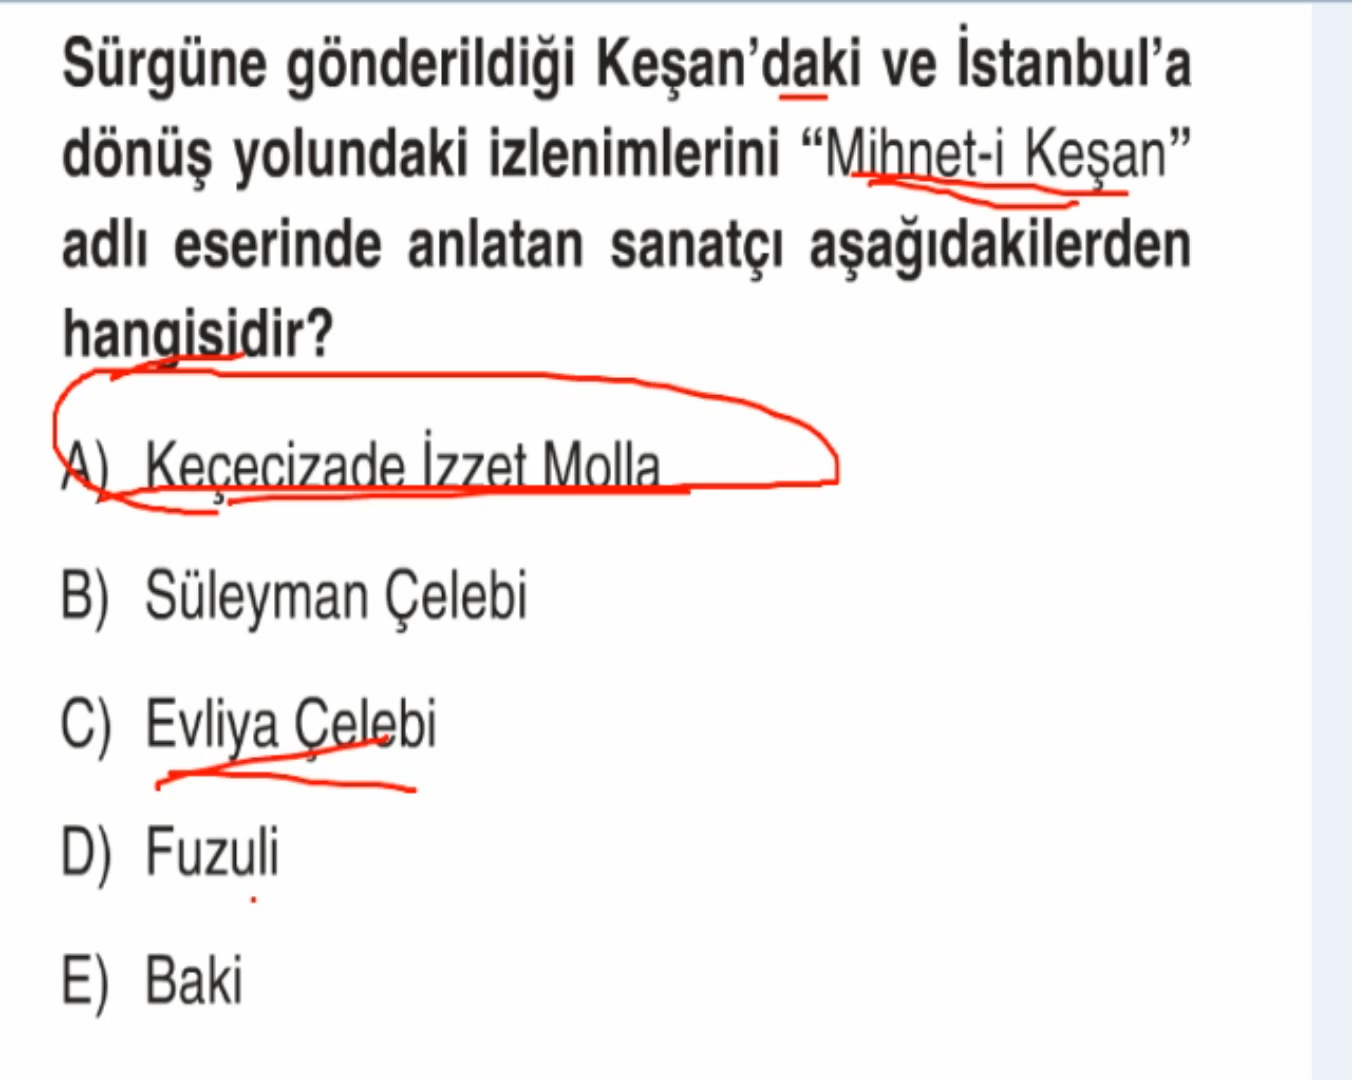 Sürgüne gönderildiği Keşan’daki ve İstanbul’a
dönüş yolundaki izlenimlerini “Mihnet-i Keşan”
adlı eserinde anlatan sanatçı aşağıdakilerden
hangisidir?
A) Keçecizade İzzet Molla
B) Süleyman Çelebi
C) Evliya Çelebi
D) Fuzuli
E) Baki